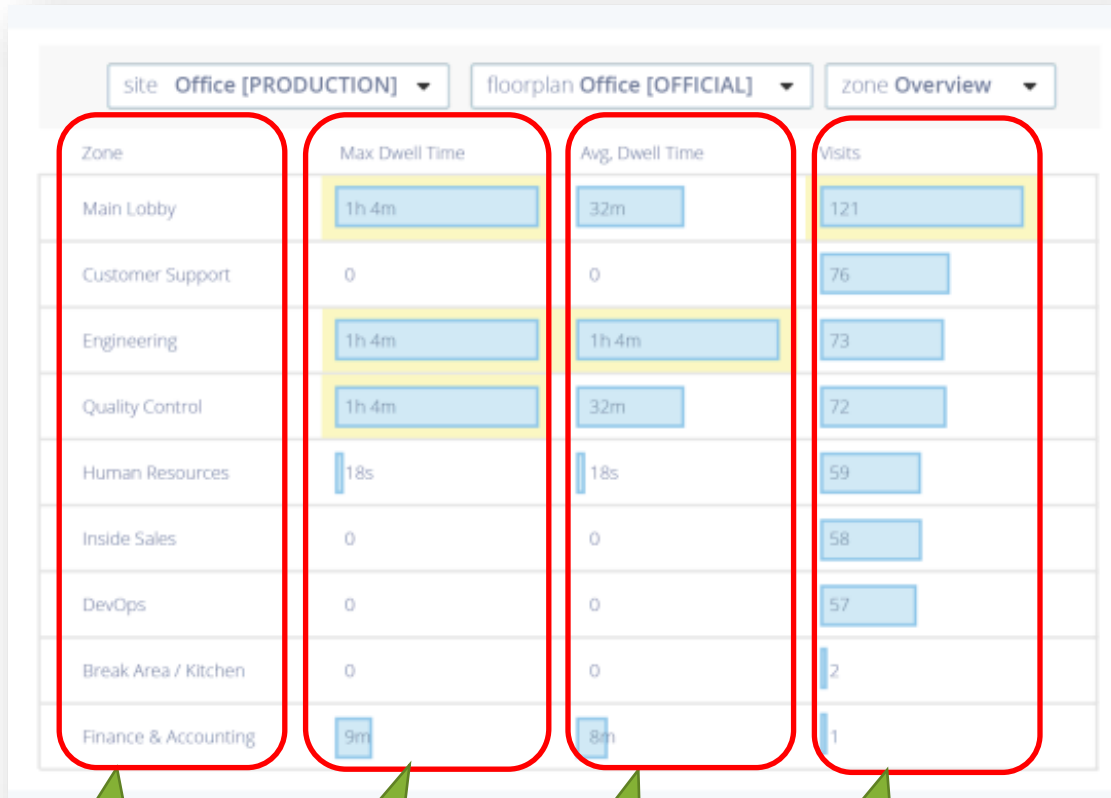 site Office [PRODUCTION] floorplan Office [OFFICIAL] zone Overview
Zone Max Dwell Time Avg, Dwell Time Visits
Main Lobby 1h 4m 32m 121
Customer Support 0 0 76
Engineering 1h 4m 1h 4m 73
Quality Control 1h 4m 32m 72
Human Resources 18s 18s 59
Inside Sales 0 0 58
DevOps 0 0 57
Break Area / Kitchen 0 0 2
Finance & Accounting 9m 8m 1